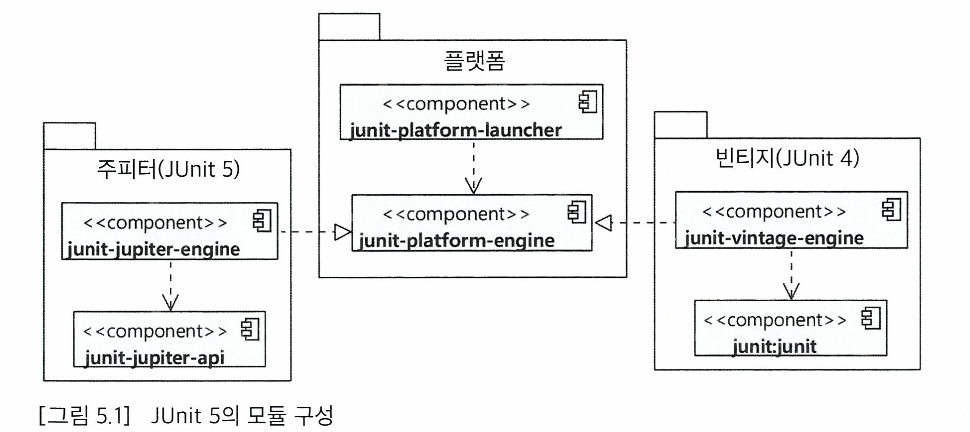 플랫폼
<<component>>
junit-platform-launcher
<<component>>
junit-platform-engine
주피터(JUnit 5)
<<component>>
junit-jupiter-engine
<<component>>
junit-jupiter-api
빈티지(JUnit 4)
<<component>>
junit-vintage-engine
<<component>>
junit:junit
[그림 5.1] JUnit 5의 모듈 구성